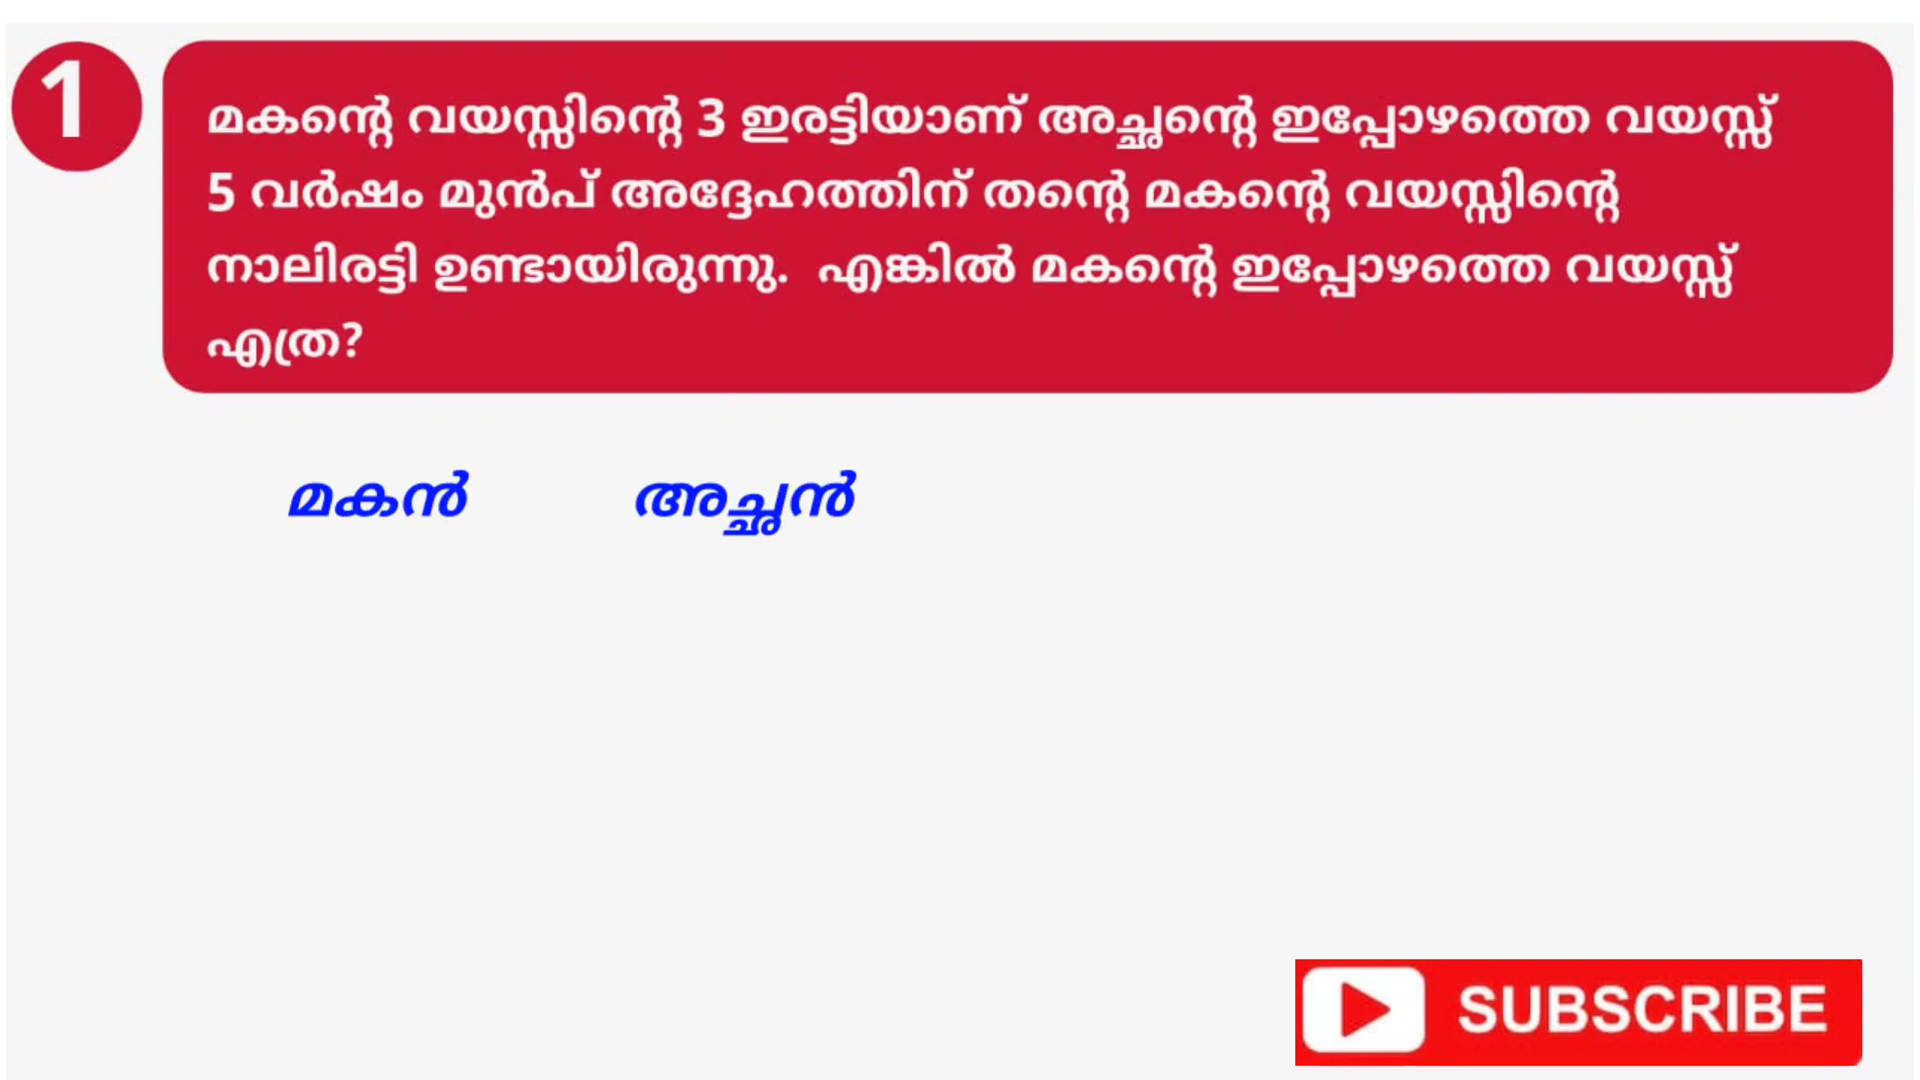 1
മകന്റെ വയസ്സിന്റെ 3 ഇരട്ടിയാണ് അച്ഛന്റെ ഇപ്പോഴത്തെ വയസ്സ്
5 വർഷം മുൻപ് അദ്ദേഹത്തിന് തന്റെ മകന്റെ വയസ്സിന്റെ
നാലിരട്ടി ഉണ്ടായിരുന്നു. എങ്കിൽ മകന്റെ ഇപ്പോഴത്തെ വയസ്സ്
എത്ര?
മകൻ അച്ഛൻ
SUBSCRIBE